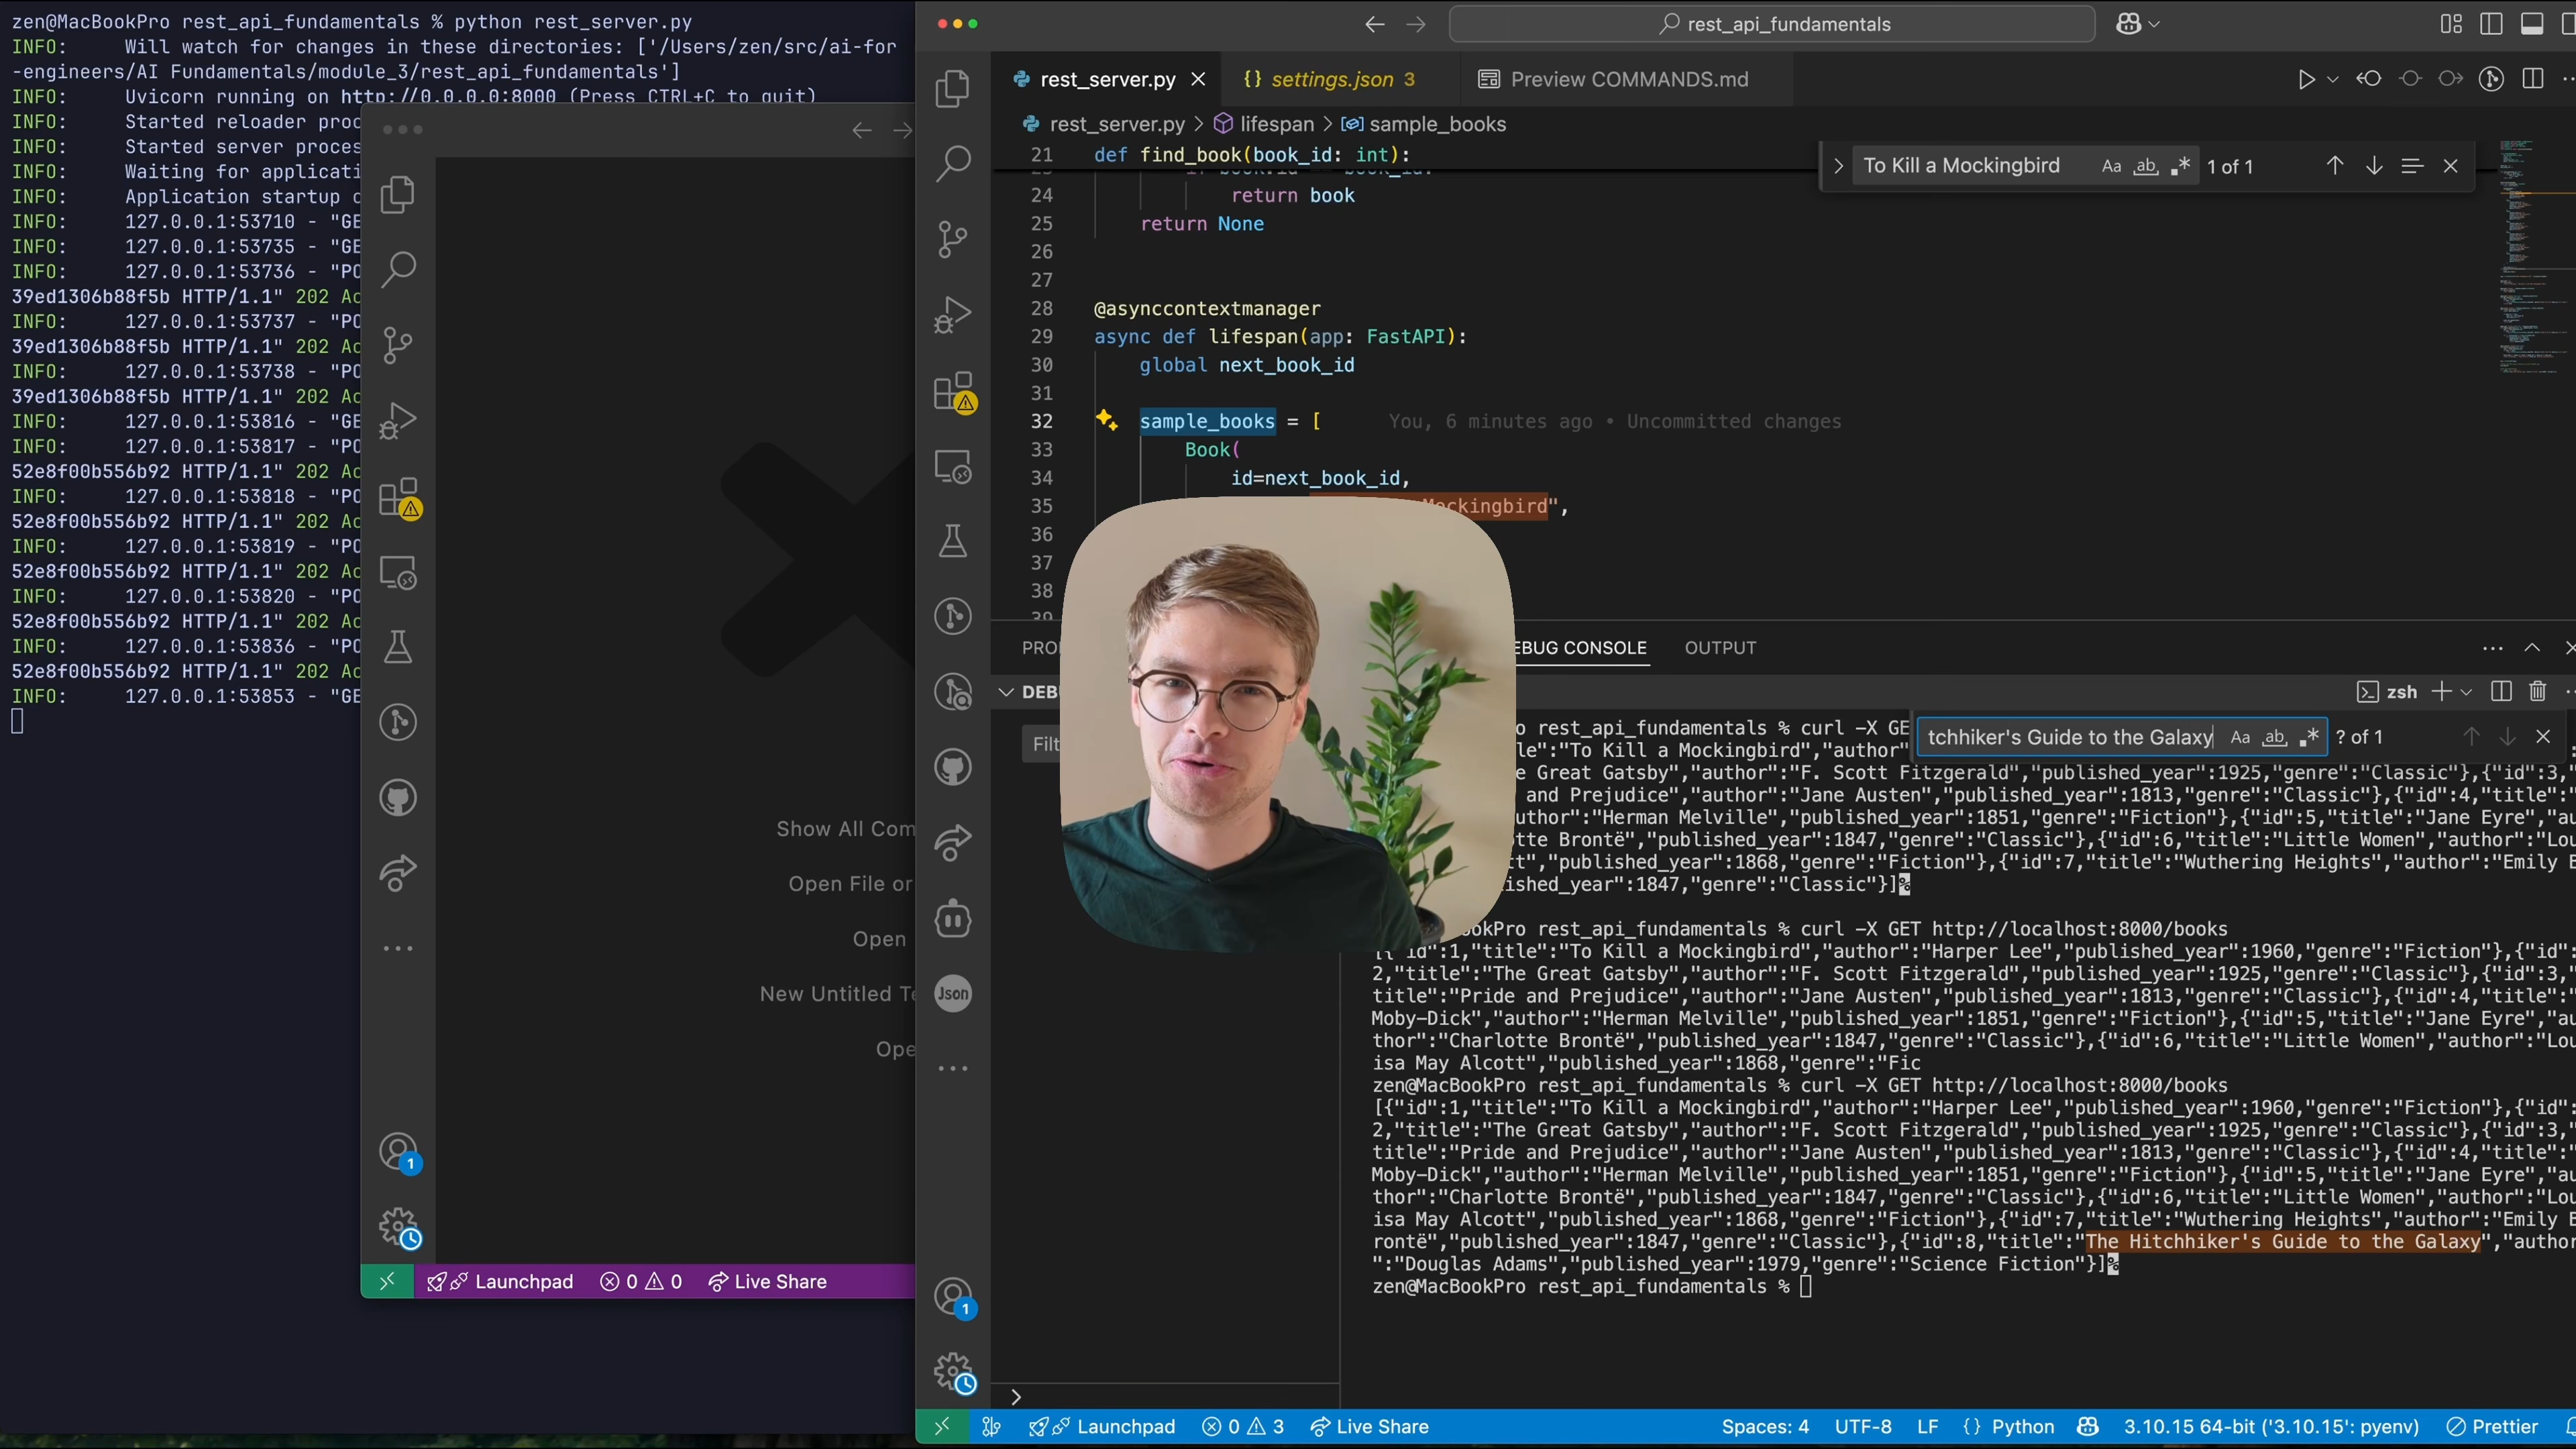 zen@MacBookPro rest_api_fundamentals % python rest_server.py
INFO: Will watch for changes in these directories: ['/Users/zen/src/ai-for
-engineers/AI Fundamentals/module_3/rest_api_fundamentals']
INFO: Uvicorn running on http://0.0.0.0:8000 (Press CTRL+C to quit)
INFO: Started reloader proc
INFO: Started server proces
INFO: Waiting for applicati
INFO: Application startup c
INFO: 127.0.0.1:53710 - "GE
INFO: 127.0.0.1:53735 - "GE
INFO: 127.0.0.1:53736 - "PO
39ed1306b88f5b HTTP/1.1" 202 Ac
INFO: 127.0.0.1:53737 - "PO
39ed1306b88f5b HTTP/1.1" 202 Ac
INFO: 127.0.0.1:53738 - "PO
39ed1306b88f5b HTTP/1.1" 202 Ac
INFO: 127.0.0.1:53816 - "GE
INFO: 127.0.0.1:53817 - "PO
52e8f00b556b92 HTTP/1.1" 202 Ac
INFO: 127.0.0.1:53818 - "PO
52e8f00b556b92 HTTP/1.1" 202 Ac
INFO: 127.0.0.1:53819 - "PO
52e8f00b556b92 HTTP/1.1" 202 Ac
INFO: 127.0.0.1:53820 - "PO
52e8f00b556b92 HTTP/1.1" 202 Ac
INFO: 127.0.0.1:53836 - "PO
52e8f00b556b92 HTTP/1.1" 202 Ac
INFO: 127.0.0.1:53853 - "GE
Show All Com
Open File or
Open
New Untitled Te
Ope
1
Launchpad 0 0 Live Share
rest_api_fundamentals
rest_server.py settings.json 3 Preview COMMANDS.md
rest_server.py > lifespan > sample_books
To Kill a Mockingbird Aa ab 1 of 1
21 def find_book(book_id: int):
24 return book
25 return None
26
27
28 @asynccontextmanager
29 async def lifespan(app: FastAPI):
30 global next_book_id
31
32 sample_books = [ You, 6 minutes ago • Uncommitted changes
33 Book(
34 id=next_book_id,
35 Mockingbird",
36
37
38
39
PRO EBUG CONSOLE OUTPUT
DEB
zsh
Filt
tchhiker's Guide to the Galaxy Aa ab ? of 1
o rest_api_fundamentals % curl -X GE
le":"To Kill a Mockingbird","author"
e Great Gatsby","author":"F. Scott Fitzgerald","published_year":1925,"genre":"Classic"},{"id":3,"
and Prejudice","author":"Jane Austen","published_year":1813,"genre":"Classic"},{"id":4,"title":"
uthor":"Herman Melville","published_year":1851,"genre":"Fiction"},{"id":5,"title":"Jane Eyre","au
tte Brontë","published_year":1847,"genre":"Classic"},{"id":6,"title":"Little Women","author":"Lou
tt","published_year":1868,"genre":"Fiction"},{"id":7,"title":"Wuthering Heights","author":"Emily B
ished_year":1847,"genre":"Classic"}]%
ookPro rest_api_fundamentals % curl -X GET http://localhost:8000/books
[{"id":1,"title":"To Kill a Mockingbird","author":"Harper Lee","published_year":1960,"genre":"Fiction"},{"id":
2,"title":"The Great Gatsby","author":"F. Scott Fitzgerald","published_year":1925,"genre":"Classic"},{"id":3,"
title":"Pride and Prejudice","author":"Jane Austen","published_year":1813,"genre":"Classic"},{"id":4,"title":"
Moby-Dick","author":"Herman Melville","published_year":1851,"genre":"Fiction"},{"id":5,"title":"Jane Eyre","au
thor":"Charlotte Brontë","published_year":1847,"genre":"Classic"},{"id":6,"title":"Little Women","author":"Lou
isa May Alcott","published_year":1868,"genre":"Fic
zen@MacBookPro rest_api_fundamentals % curl -X GET http://localhost:8000/books
[{"id":1,"title":"To Kill a Mockingbird","author":"Harper Lee","published_year":1960,"genre":"Fiction"},{"id":
2,"title":"The Great Gatsby","author":"F. Scott Fitzgerald","published_year":1925,"genre":"Classic"},{"id":3,"
title":"Pride and Prejudice","author":"Jane Austen","published_year":1813,"genre":"Classic"},{"id":4,"title":"
Moby-Dick","author":"Herman Melville","published_year":1851,"genre":"Fiction"},{"id":5,"title":"Jane Eyre","au
thor":"Charlotte Brontë","published_year":1847,"genre":"Classic"},{"id":6,"title":"Little Women","author":"Lou
isa May Alcott","published_year":1868,"genre":"Fiction"},{"id":7,"title":"Wuthering Heights","author":"Emily B
rontë","published_year":1847,"genre":"Classic"},{"id":8,"title":"The Hitchhiker's Guide to the Galaxy","author
":"Douglas Adams","published_year":1979,"genre":"Science Fiction"}]%
zen@MacBookPro rest_api_fundamentals %
Json
1
Launchpad 0 3 Live Share Spaces: 4 UTF-8 LF {} Python 3.10.15 64-bit ('3.10.15': pyenv) Prettier